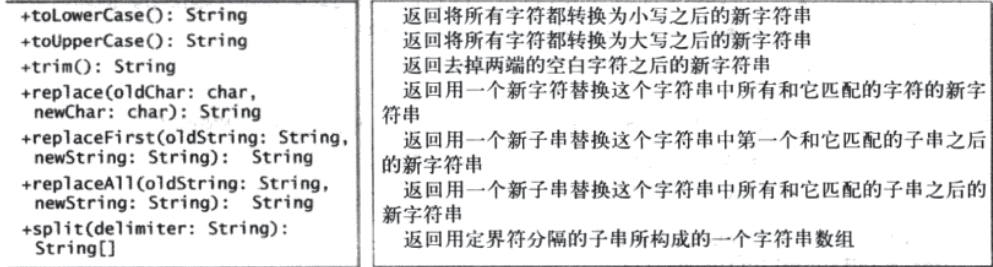 +toLowerCase(): String
+toUpperCase(): String
+trim(): String
+replace(oldChar: char,
newChar: char): String
+replaceFirst(oldString: String,
newString: String): String
+replaceAll(oldString: String,
newString: String): String
+split(delimiter: String):
String[]
返回将所有字符都转换为小写之后的新字符串
返回将所有字符都转换为大写之后的新字符串
返回去掉两端的空白字符之后的新字符串
返回用一个新字符替换这个字符串中所有和它匹配的字符的新字
符串
返回用一个新子串替换这个字符串中第一个和它匹配的子串之后
的新字符串
返回用一个新子串替换这个字符串中所有和它匹配的子串之后的
新字符串
返回用定界符分隔的子串所构成的一个字符串数组